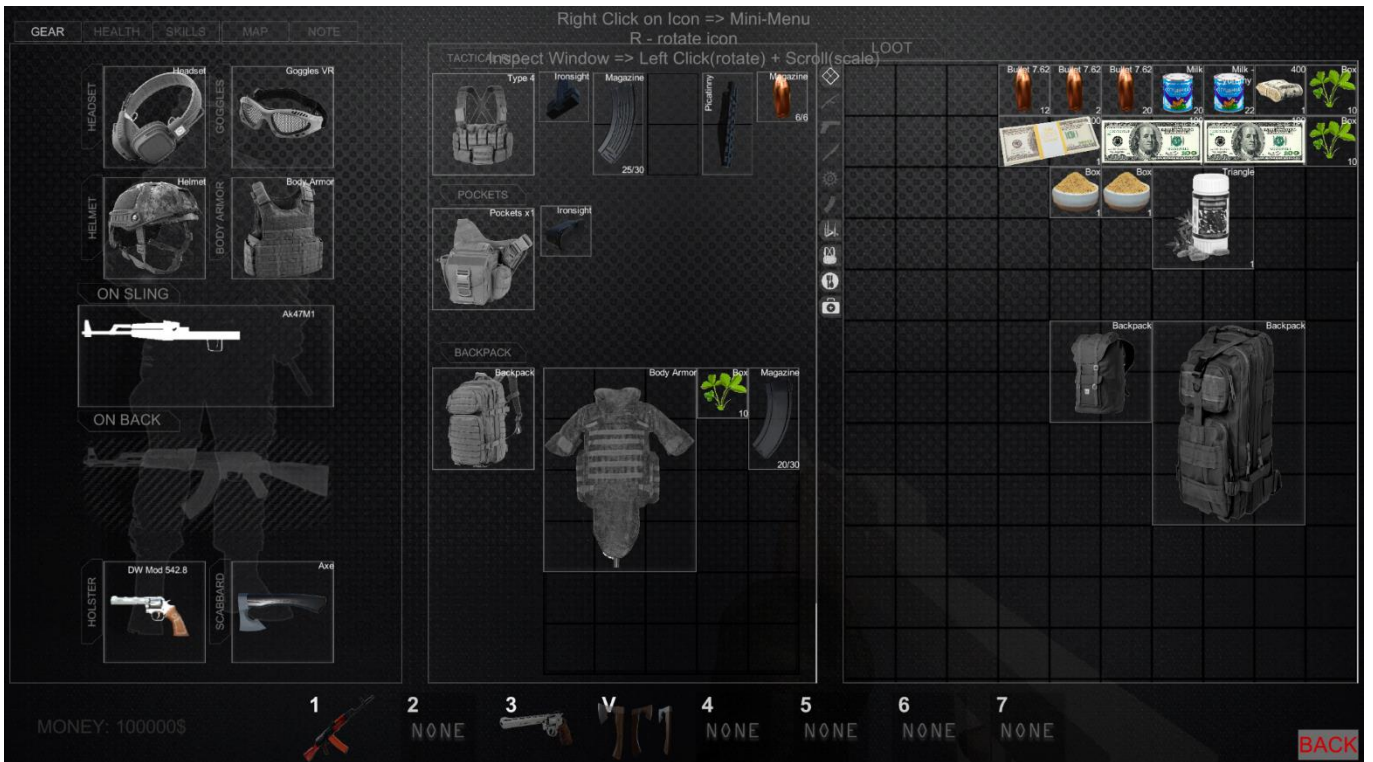 Right Click on Icon => Mini-Menu
R - rotate icon
Inspect Window => Left Click(rotate) + Scroll(scale)
GEAR HEALTH SKILLS MAP NOTE
HEADSET
Headset
GOGGLES
Goggles VR
HELMET
Helmet
BODY ARMOR
Body Armor
ON SLING
Ak47M1
ON BACK
HOLSTER
DW Mod 542.8
SCABBARD
Axe
Type 4
Ironsight
Magazine
25/30
Picatinny
Magazine
6/6
POCKETS
Pockets x1
Ironsight
BACKPACK
Backpack
Body Armor
Box
10
Magazine
20/30
LOOT
Bullet 7.62
12
Bullet 7.62
2
Bullet 7.62
20
Milk
20
Milk -
22
400
1
Box
10
100
1
100
100
Box
10
Box
1
Box
1
Triangle
1
Backpack
Backpack
MONEY: 100000$
1
2
NONE
3
V
4
NONE
5
NONE
6
NONE
7
NONE
BACK